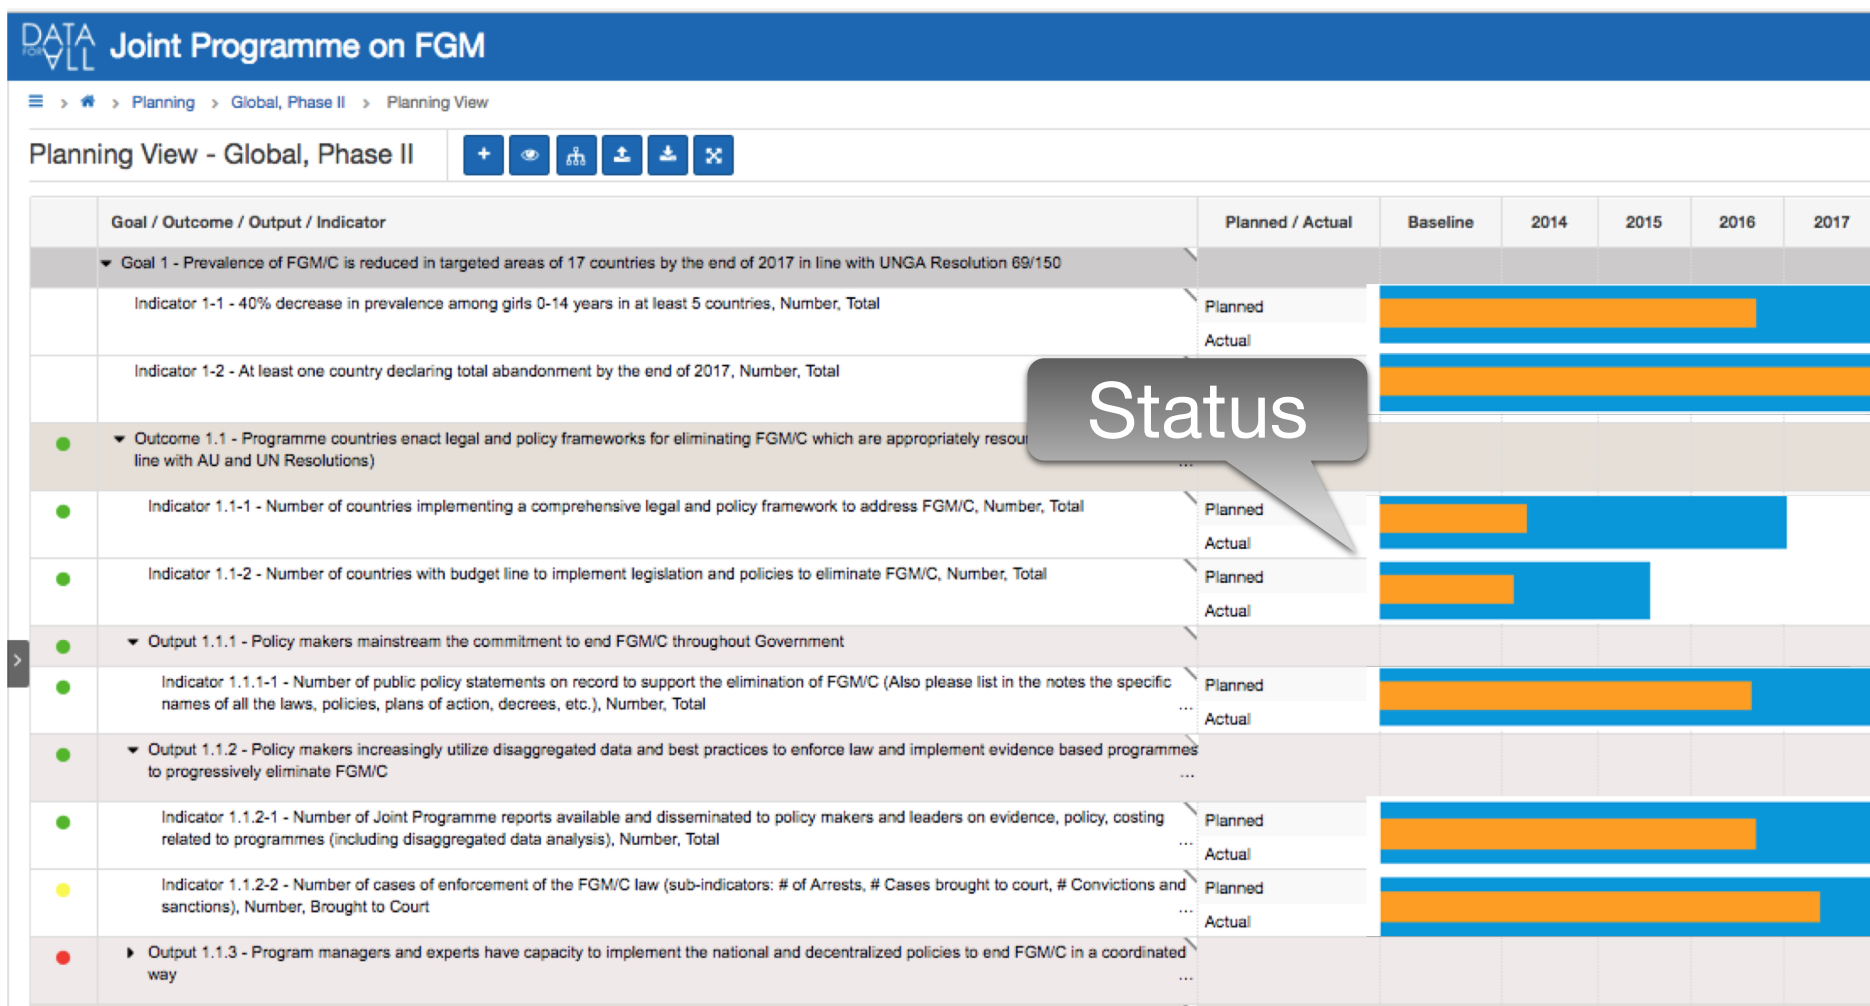 DATA FOR ALL
Joint Programme on FGM
Planning > Global, Phase II > Planning View
Planning View - Global, Phase II
Goal / Outcome / Output / Indicator Planned / Actual Baseline 2014 2015 2016 2017
Goal 1 - Prevalence of FGM/C is reduced in targeted areas of 17 countries by the end of 2017 in line with UNGA Resolution 69/150
Indicator 1-1 - 40% decrease in prevalence among girls 0-14 years in at least 5 countries, Number, Total
Planned
Actual
Indicator 1-2 - At least one country declaring total abandonment by the end of 2017, Number, Total
Status
Outcome 1.1 - Programme countries enact legal and policy frameworks for eliminating FGM/C which are appropriately
line with AU and UN Resolutions) ...
Indicator 1.1-1 - Number of countries implementing a comprehensive legal and policy framework to address FGM/C, Number, Total
Planned
Actual
Indicator 1.1-2 - Number of countries with budget line to implement legislation and policies to eliminate FGM/C, Number, Total
Planned
Actual
Output 1.1.1 - Policy makers mainstream the commitment to end FGM/C throughout Government
Indicator 1.1.1-1 - Number of public policy statements on record to support the elimination of FGM/C (Also please list in the notes the specific
names of all the laws, policies, plans of action, decrees, etc.), Number, Total ...
Planned
Actual
Output 1.1.2 - Policy makers increasingly utilize disaggregated data and best practices to enforce law and implement evidence based programmes
to progressively eliminate FGM/C ...
Indicator 1.1.2-1 - Number of Joint Programme reports available and disseminated to policy makers and leaders on evidence, policy, costing
related to programmes (including disaggregated data analysis), Number, Total ...
Planned
Actual
Indicator 1.1.2-2 - Number of cases of enforcement of the FGM/C law (sub-indicators: # of Arrests, # Cases brought to court, # Convictions and
sanctions), Number, Brought to Court ...
Planned
Actual
Output 1.1.3 - Program managers and experts have capacity to implement the national and decentralized policies to end FGM/C in a coordinated
way ...